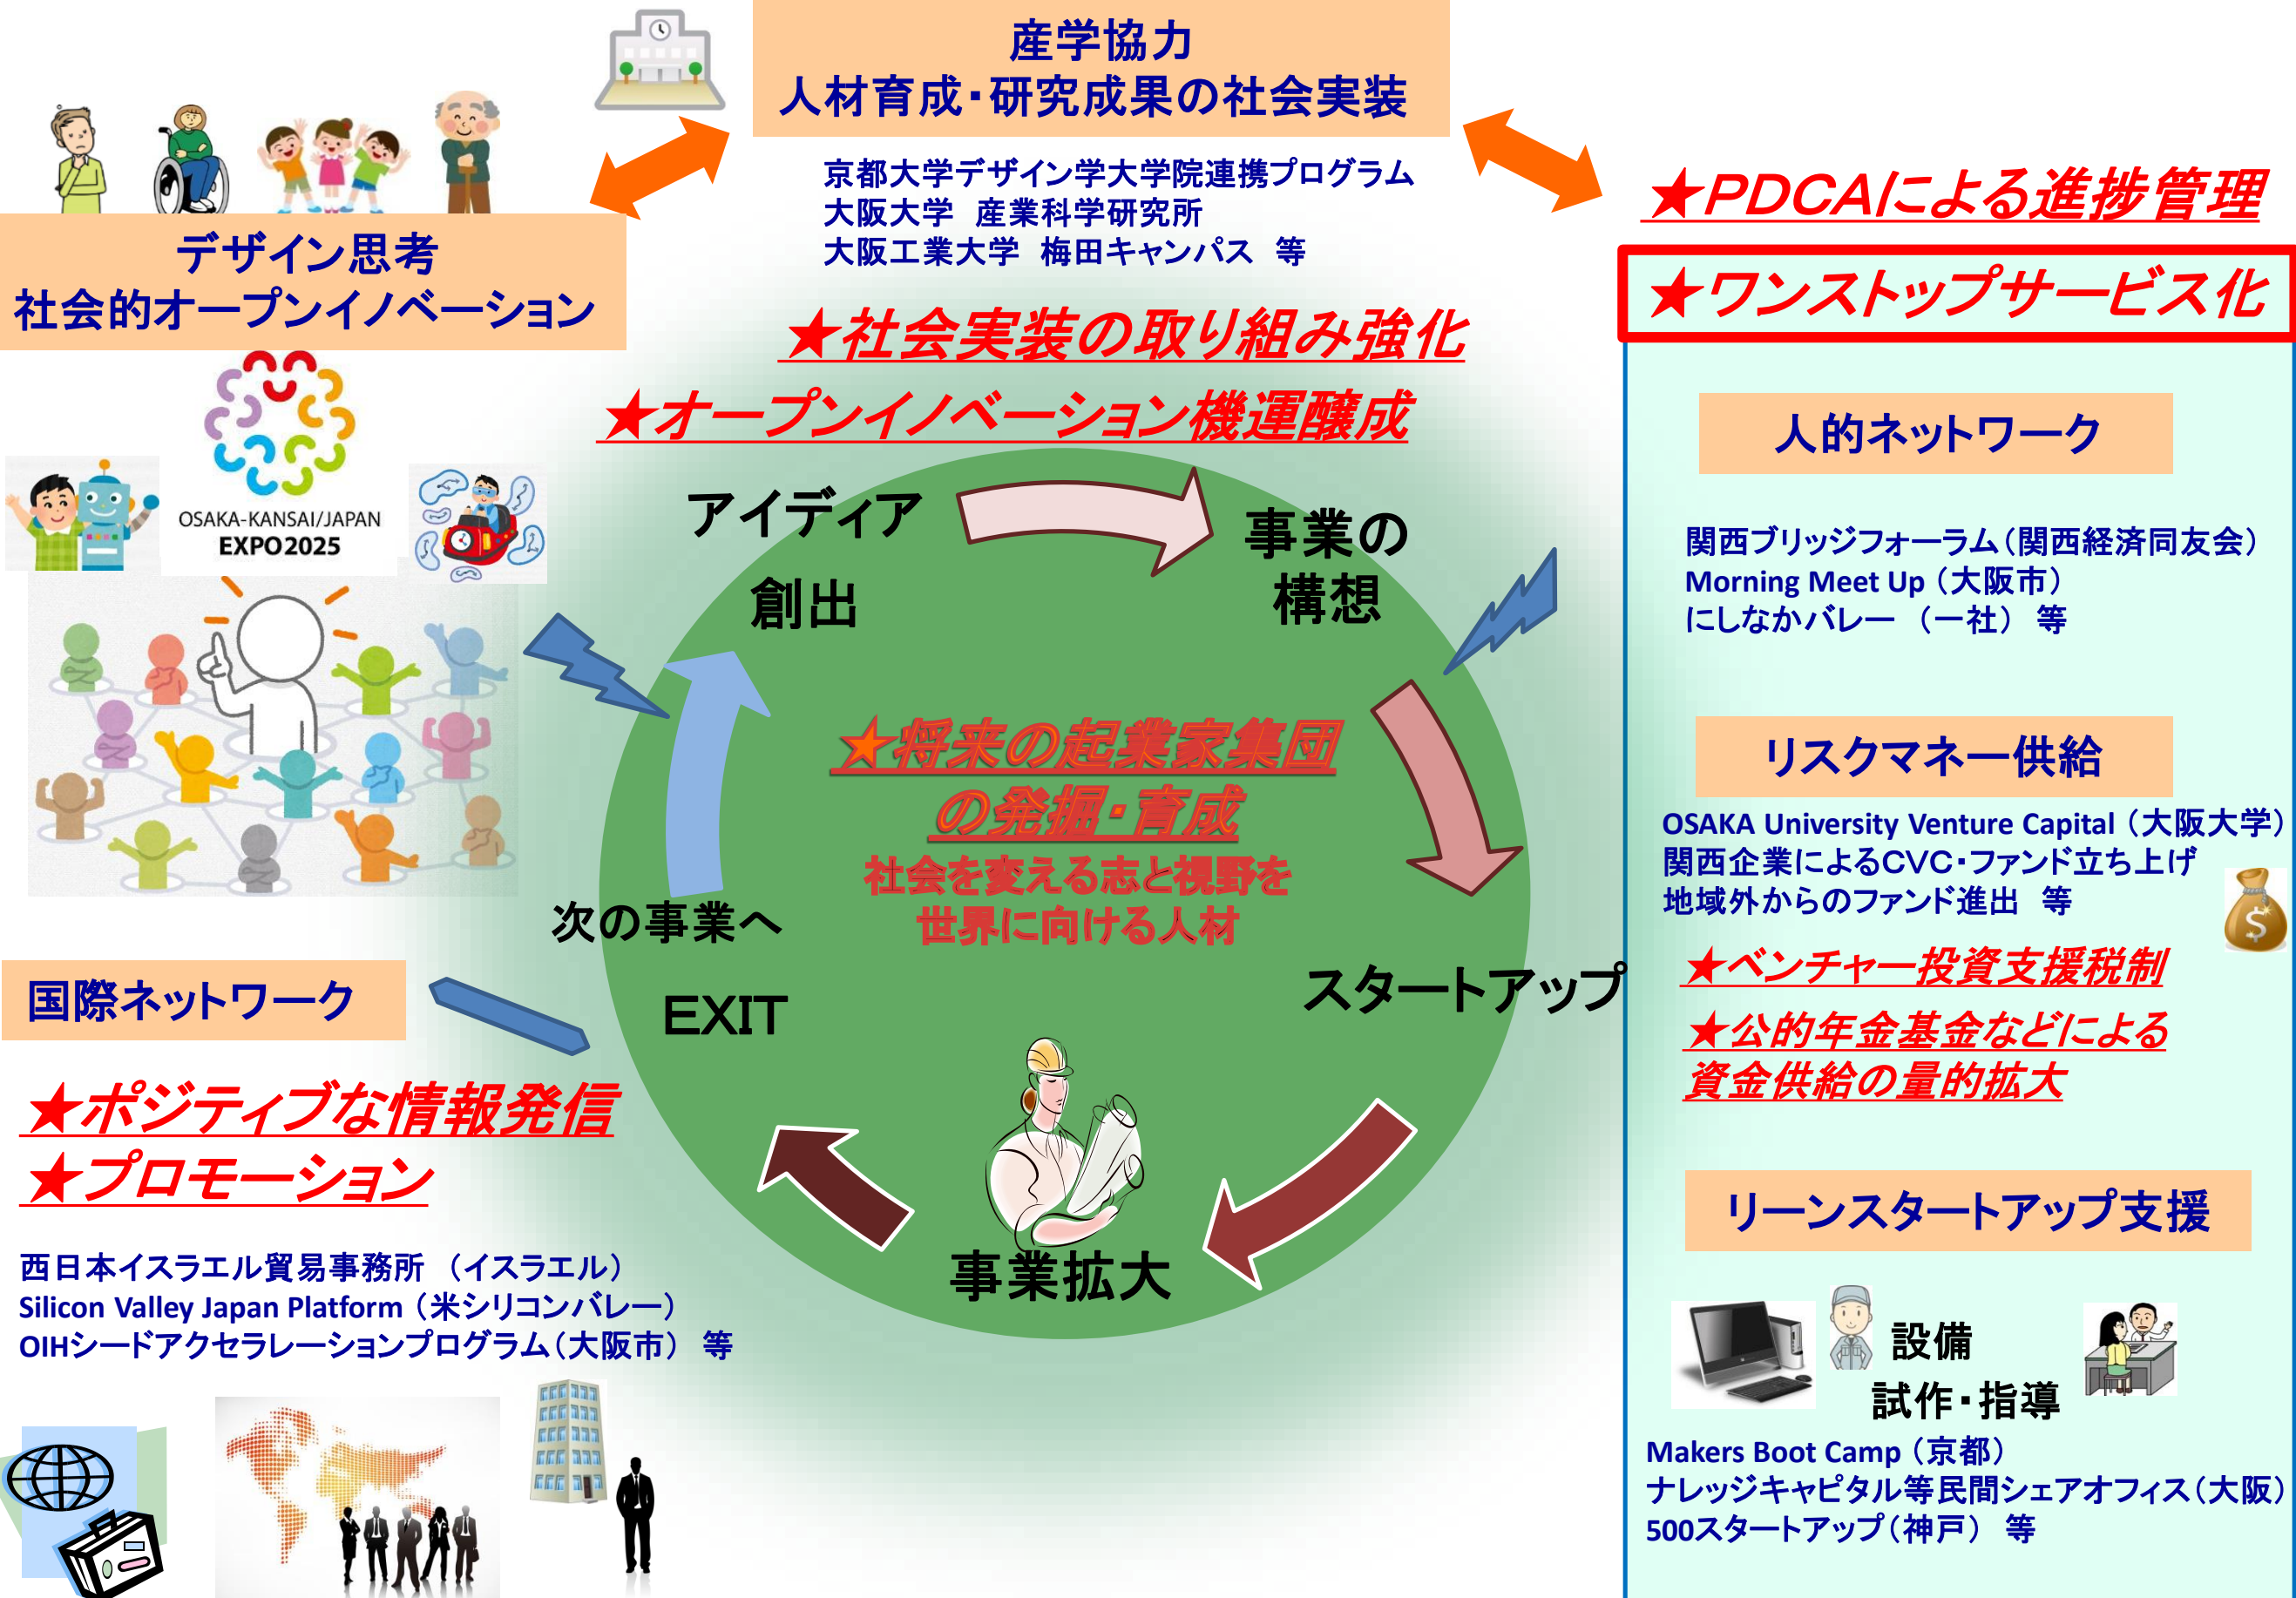 産学協力
人材育成・研究成果の社会実装
京都大学デザイン学大学院連携プログラム
大阪大学　産業科学研究所
大阪工業大学　梅田キャンパス　等
デザイン思考
社会的オープンイノベーション
OSAKA-KANSAI/JAPAN
EXPO2025
★社会実装の取り組み強化
★オープンイノベーション機運醸成
アイディア
創出
事業の
構想
スタートアップ
事業拡大
EXIT
次の事業へ
★将来の起業家集団
の発掘・育成
社会を変える志と視野を
世界に向ける人材
国際ネットワーク
★ポジティブな情報発信
★プロモーション
西日本イスラエル貿易事務所　（イスラエル）
Silicon Valley Japan Platform（米シリコンバレー）
OIHシードアクセラレーションプログラム（大阪市）　等
★PDCAによる進捗管理
★ワンストップサービス化
人的ネットワーク
関西ブリッジフォーラム（関西経済同友会）
Morning Meet Up（大阪市）
にしなかバレー　（一社）　等
リスクマネー供給
OSAKA University Venture Capital（大阪大学）
関西企業によるCVC・ファンド立ち上げ
地域外からのファンド進出　等
$
★ベンチャー投資支援税制
★公的年金基金などによる
資金供給の量的拡大
リーンスタートアップ支援
設備
試作・指導
Makers Boot Camp（京都）
ナレッジキャピタル等民間シェアオフィス（大阪）
500スタートアップ（神戸）　等